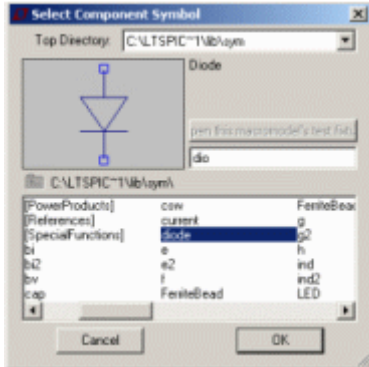 Select Component Symbol
Top Directory: C:\LTSPIC~1\lib\sym
Diode
pen this macromodel's test fixtu
dio
C:\LTSPIC~1\lib\sym\
[PowerProducts] csw FerriteBead
[References] current g
[SpecialFunctions] diode g2
bi e h
bi2 e2 ind
bv f ind2
cap FerriteBead LED
Cancel OK